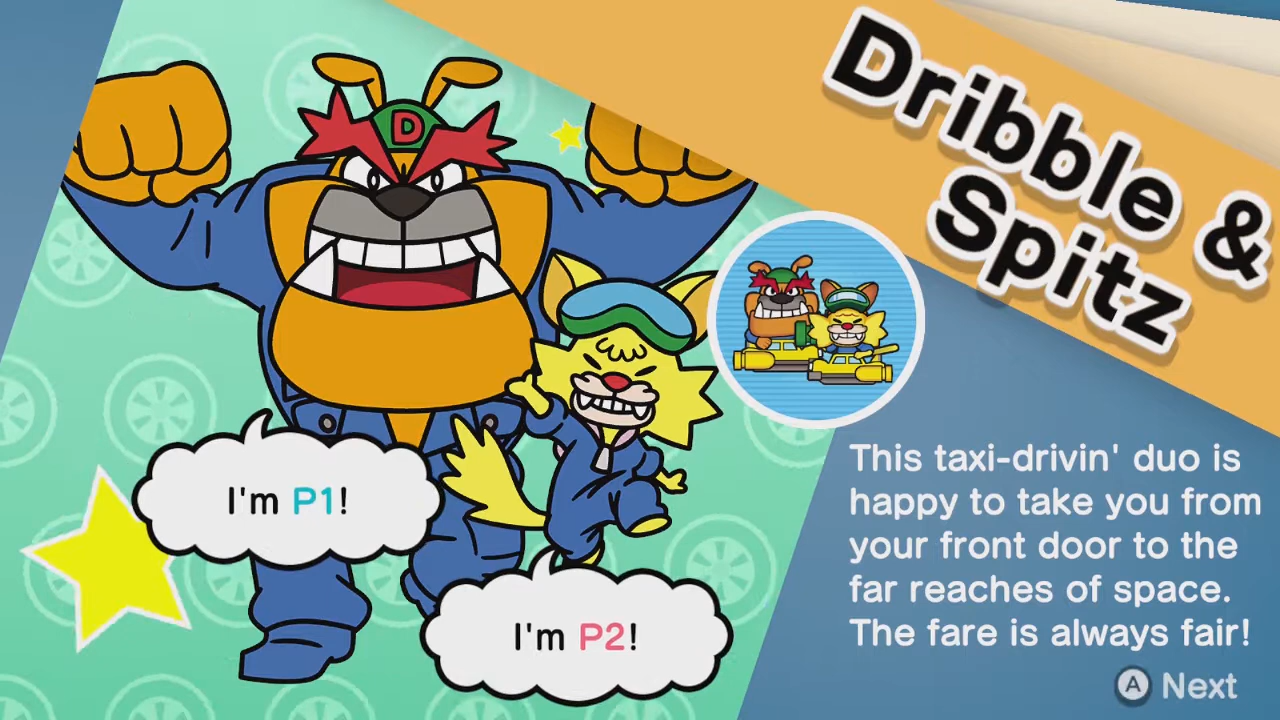 Dribble &
Spitz
D
I'm P1!
I'm P2!
This taxi-drivin' duo is
happy to take you from
your front door to the
far reaches of space.
The fare is always fair!
A Next